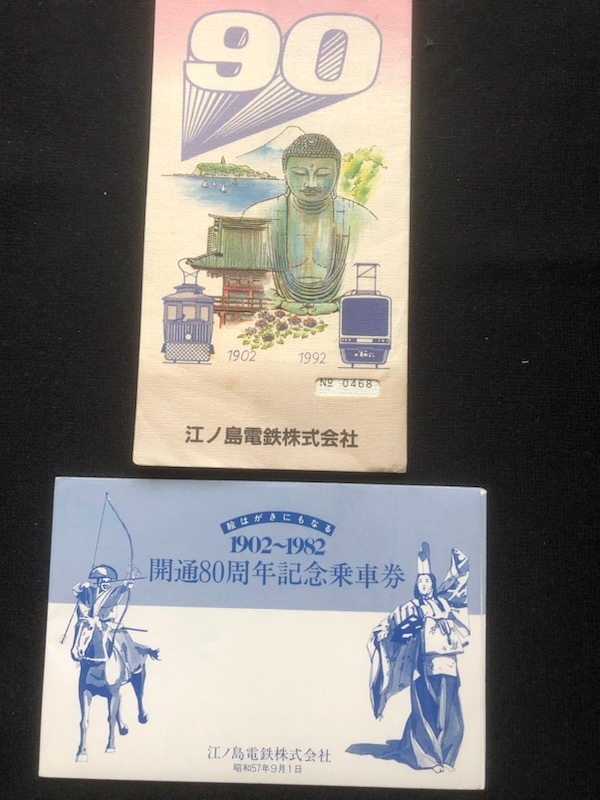 90
1902
1992
№ 0468
江ノ島電鉄株式会社
絵はがきにもなる
1902~1982
開通80周年記念乗車券
江ノ島電鉄株式会社
昭和57年9月1日